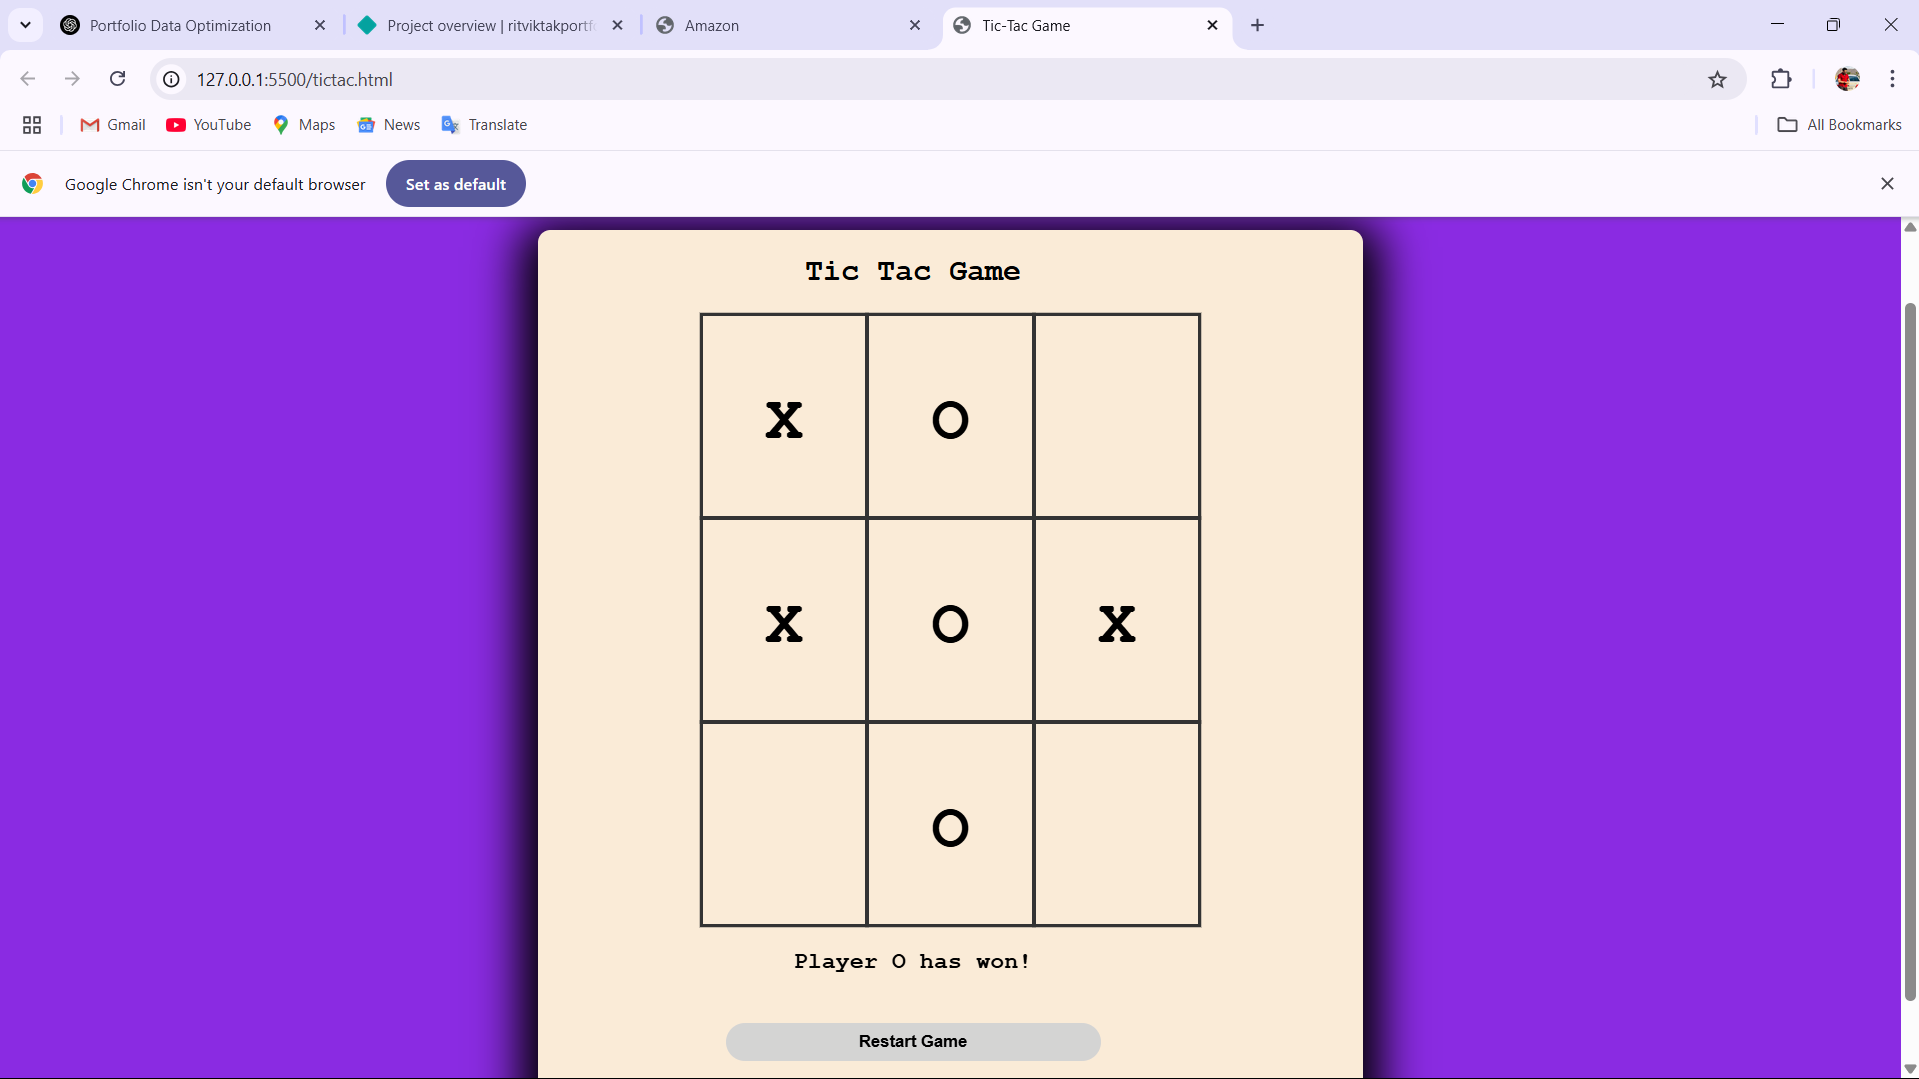 Portfolio Data Optimization Project overview | ritviktakportf Amazon Tic-Tac Game
127.0.0.1:5500/tictac.html
Gmail YouTube Maps News Translate All Bookmarks
Google Chrome isn't your default browser Set as default
Tic Tac Game
X O
X O X
O
Player O has won!
Restart Game